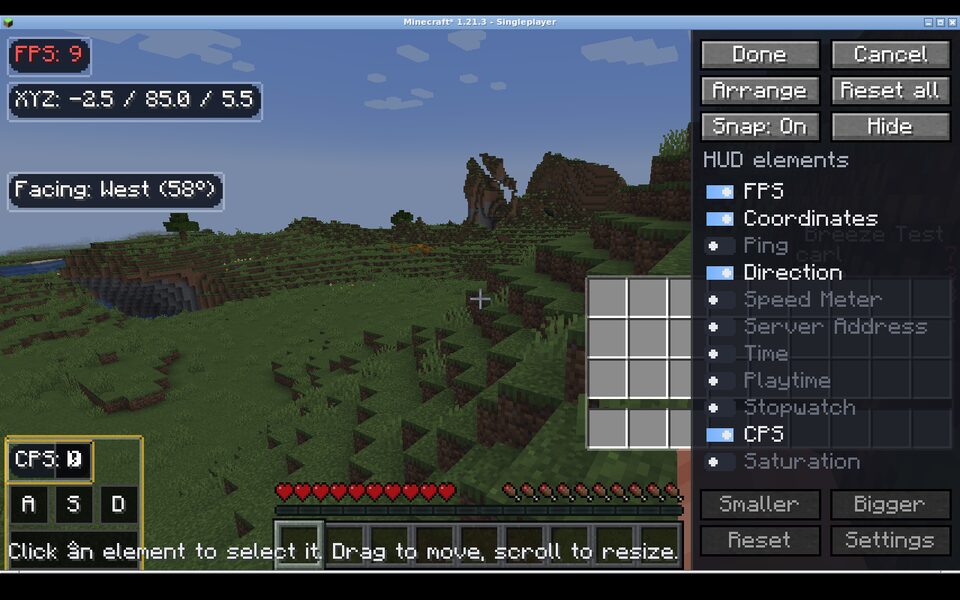 Minecraft* 1.21.3 - Singleplayer
FPS: 9
XYZ: -2.5 / 85.0 / 5.5
Facing: West (58°)
CPS: 0
A S D
Click an element to select it. Drag to move, scroll to resize.
Done Cancel
Arrange Reset all
Snap: On Hide
HUD elements
FPS
Coordinates
Ping
Direction
Speed Meter
Server Address
Time
Playtime
Stopwatch
CPS
Saturation
Breeze Test
carl
Smaller Bigger
Reset Settings